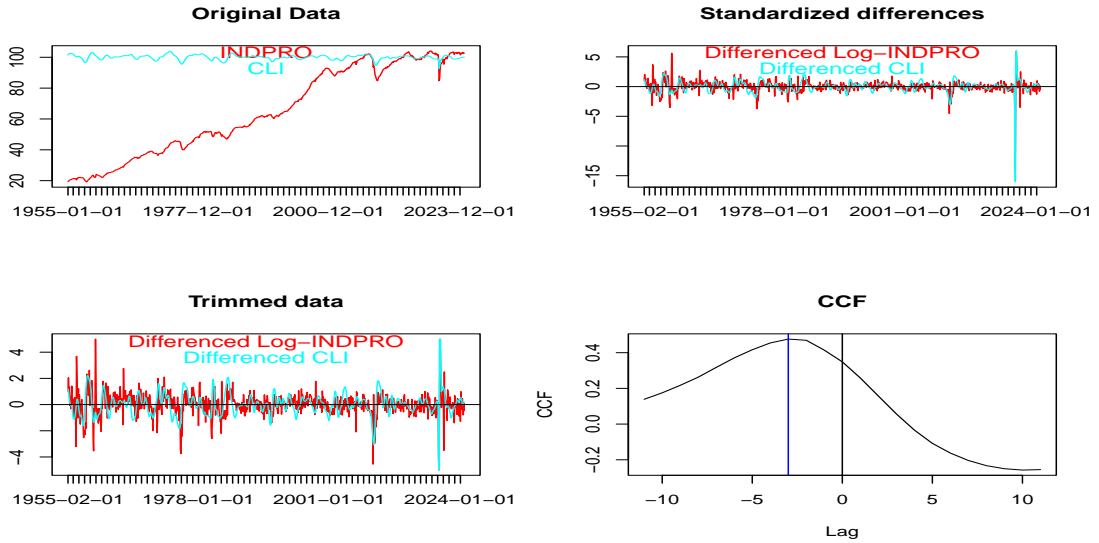 Original Data
INDPRO
CLI
20 40 60 80 100
1955−01−01 1977−12−01 2000−12−01 2023−12−01
Standardized differences
Differenced Log−INDPRO
Differenced CLI
−15 −5 0 5
1955−02−01 1978−01−01 2001−01−01 2024−01−01
Trimmed data
Differenced Log−INDPRO
Differenced CLI
−4 0 2 4
1955−02−01 1978−01−01 2001−01−01 2024−01−01
CCF
CCF
−0.2 0.0 0.2 0.4
−10 −5 0 5 10
Lag